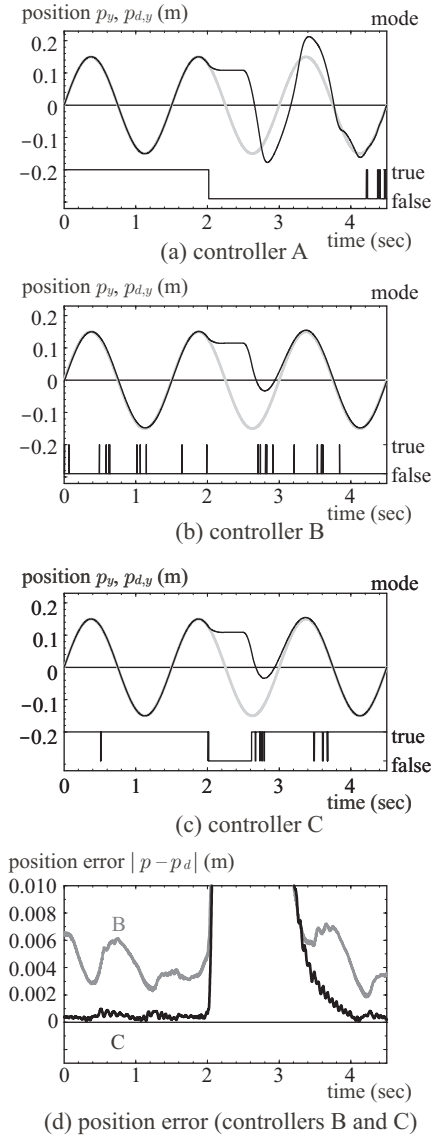 position p_y, p_{d,y} (m) mode
0.2
0.1
0
-0.1
-0.2 true
false
0 1 2 3 4
time (sec)
(a) controller A
position p_y, p_{d,y} (m) mode
0.2
0.1
0
-0.1
-0.2 true
false
0 1 2 3 4
time (sec)
(b) controller B
position p_y, p_{d,y} (m) mode
0.2
0.1
0
-0.1
-0.2 true
false
0 1 2 3 4
time (sec)
(c) controller C
position error | p - p_d | (m)
0.010
0.008
B
0.006
0.004
0.002
0
C
0 1 2 3 4
time (sec)
(d) position error (controllers B and C)